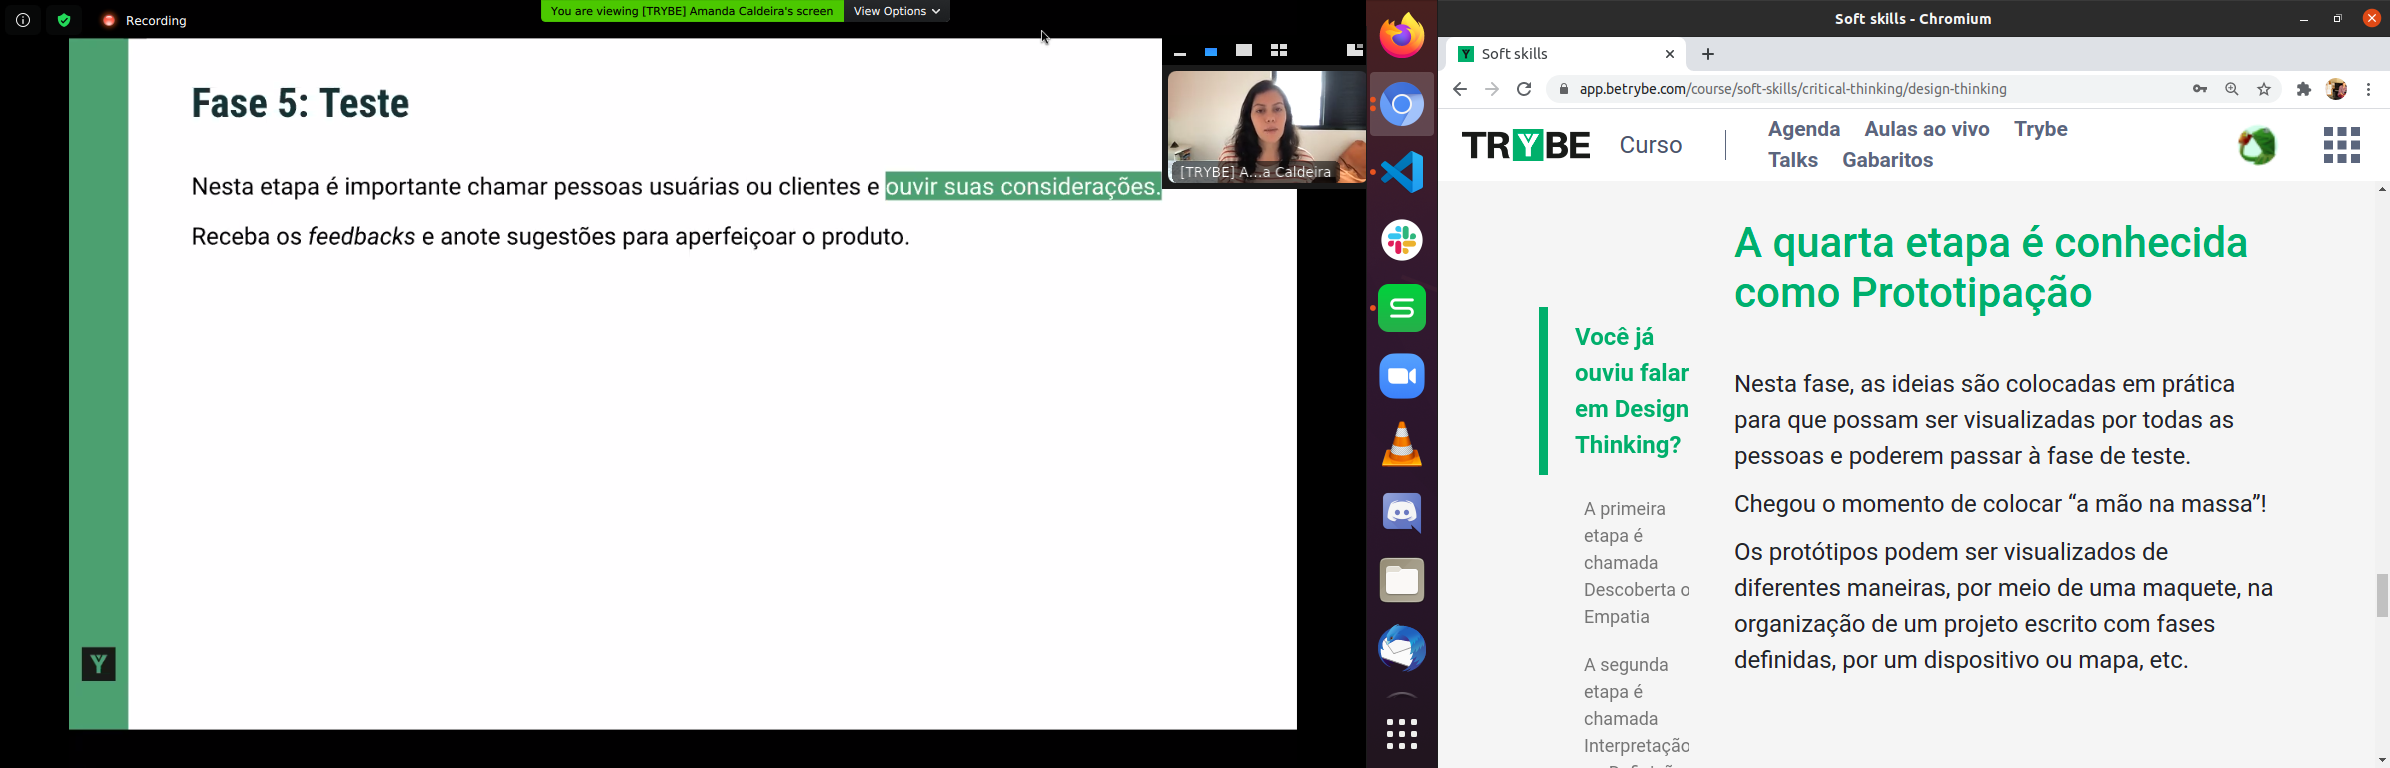 Recording
You are viewing [TRYBE] Amanda Caldeira's screen
View Options
Fase 5: Teste
Nesta etapa é importante chamar pessoas usuárias ou clientes e ouvir suas considerações.
Receba os feedbacks e anote sugestões para aperfeiçoar o produto.
[TRYBE] A...a Caldeira
Soft skills - Chromium
Soft skills
app.betrybe.com/course/soft-skills/critical-thinking/design-thinking
TRYBE
Curso
Agenda Aulas ao vivo Trybe
Talks Gabaritos
Você já
ouviu falar
em Design
Thinking?
A primeira
etapa é
chamada
Descoberta o
Empatia
A segunda
etapa é
chamada
Interpretação
A quarta etapa é conhecida
como Prototipação
Nesta fase, as ideias são colocadas em prática
para que possam ser visualizadas por todas as
pessoas e poderem passar à fase de teste.
Chegou o momento de colocar “a mão na massa”!
Os protótipos podem ser visualizados de
diferentes maneiras, por meio de uma maquete, na
organização de um projeto escrito com fases
definidas, por um dispositivo ou mapa, etc.